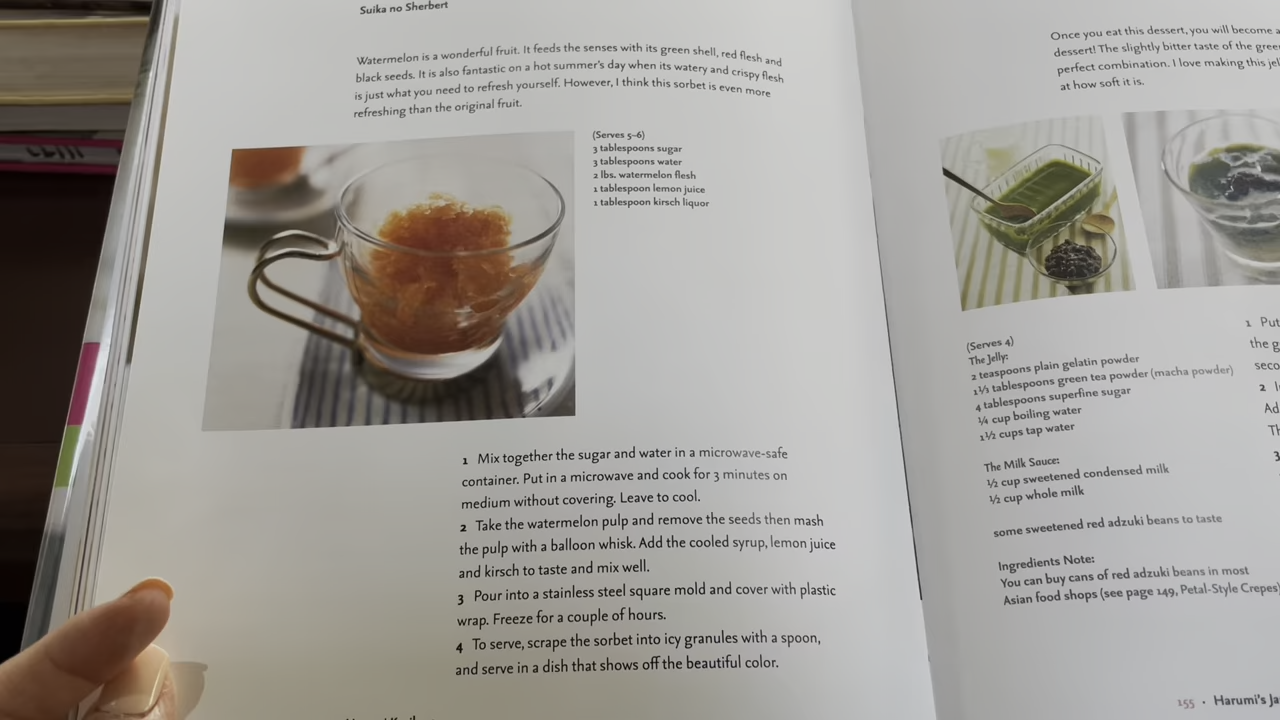 Suika no Sherbert
Watermelon is a wonderful fruit. It feeds the senses with its green shell, red flesh and
black seeds. It is also fantastic on a hot summer's day when its watery and crispy flesh
is just what you need to refresh yourself. However, I think this sorbet is even more
refreshing than the original fruit.
(Serves 5–6)
3 tablespoons sugar
3 tablespoons water
2 lbs. watermelon flesh
1 tablespoon lemon juice
1 tablespoon kirsch liquor
1 Mix together the sugar and water in a microwave-safe
container. Put in a microwave and cook for 3 minutes on
medium without covering. Leave to cool.
2 Take the watermelon pulp and remove the seeds then mash
the pulp with a balloon whisk. Add the cooled syrup, lemon juice
and kirsch to taste and mix well.
3 Pour into a stainless steel square mold and cover with plastic
wrap. Freeze for a couple of hours.
4 To serve, scrape the sorbet into icy granules with a spoon,
and serve in a dish that shows off the beautiful color.
Once you eat this dessert, you will become a
dessert! The slightly bitter taste of the gree
perfect combination. I love making this jel
at how soft it is.
(Serves 4)
The Jelly:
2 teaspoons plain gelatin powder
1⅓ tablespoons green tea powder (macha powder)
4 tablespoons superfine sugar
¼ cup boiling water
1½ cups tap water
The Milk Sauce:
½ cup sweetened condensed milk
½ cup whole milk
some sweetened red adzuki beans to taste
Ingredients Note:
You can buy cans of red adzuki beans in most
Asian food shops (see page 149, Petal-Style Crepes)
1 Put
the g
seco
2 I
Ad
Th
3
155 · Harumi's Ja